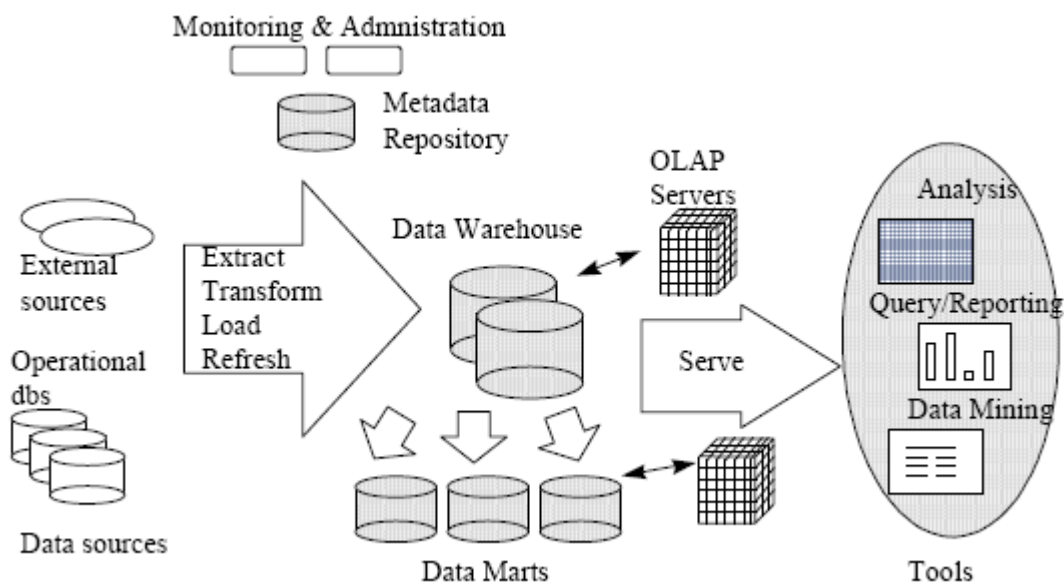 Monitoring & Admnistration
Metadata
Repository
OLAP
Servers
Analysis
Data Warehouse
External
sources
Extract
Transform
Load
Refresh
Query/Reporting
Operational
dbs
Serve
Data Mining
Data sources
Data Marts
Tools